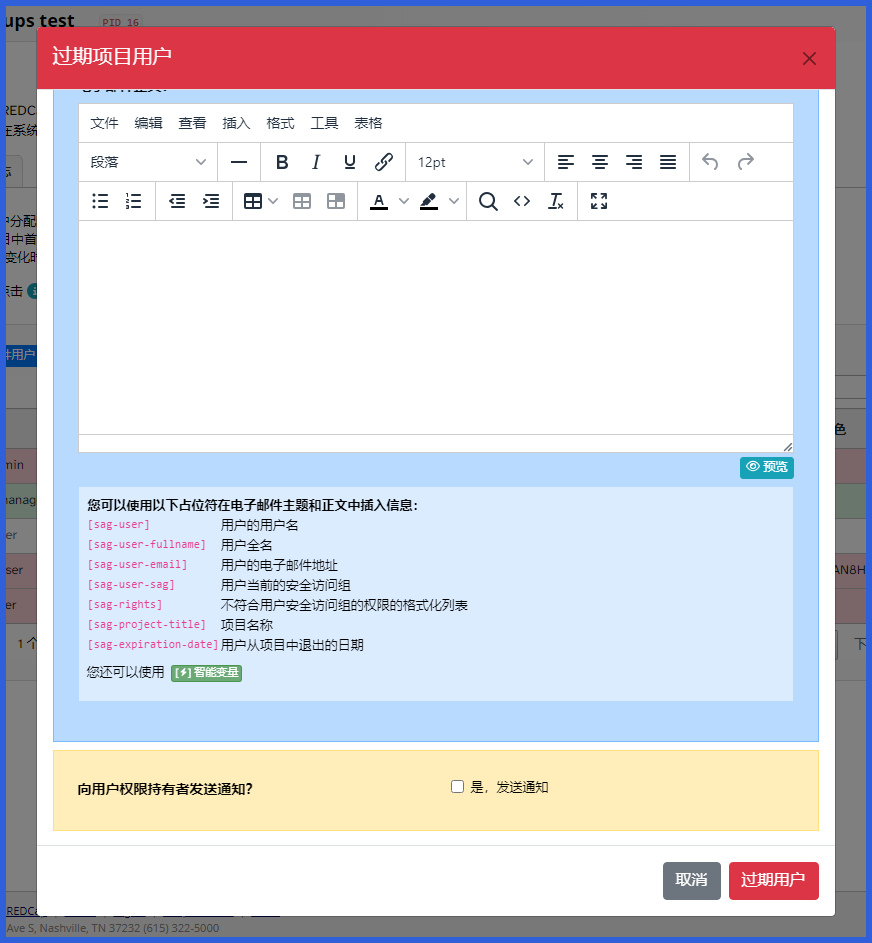 ups test PID 16
过期项目用户
REDC
在系统
文件 编辑 查看 插入 格式 工具 表格
段落 B I U 12pt
A
中分配
目中首
变化时
点击
预览
件用户
色
min
manag
er
ser
AN8H
er
1 个
下
您可以使用以下占位符在电子邮件主题和正文中插入信息：
[sag-user] 用户的用户名
[sag-user-fullname] 用户全名
[sag-user-email] 用户的电子邮件地址
[sag-user-sag] 用户当前的安全访问组
[sag-rights] 不符合用户安全访问组的权限的格式化列表
[sag-project-title] 项目名称
[sag-expiration-date] 用户从项目中退出的日期
您还可以使用 [⚡] 智能变量
向用户权限持有者发送通知？ 是，发送通知
取消 过期用户
REDCa
Ave S, Nashville, TN 37232 (615) 322-5000